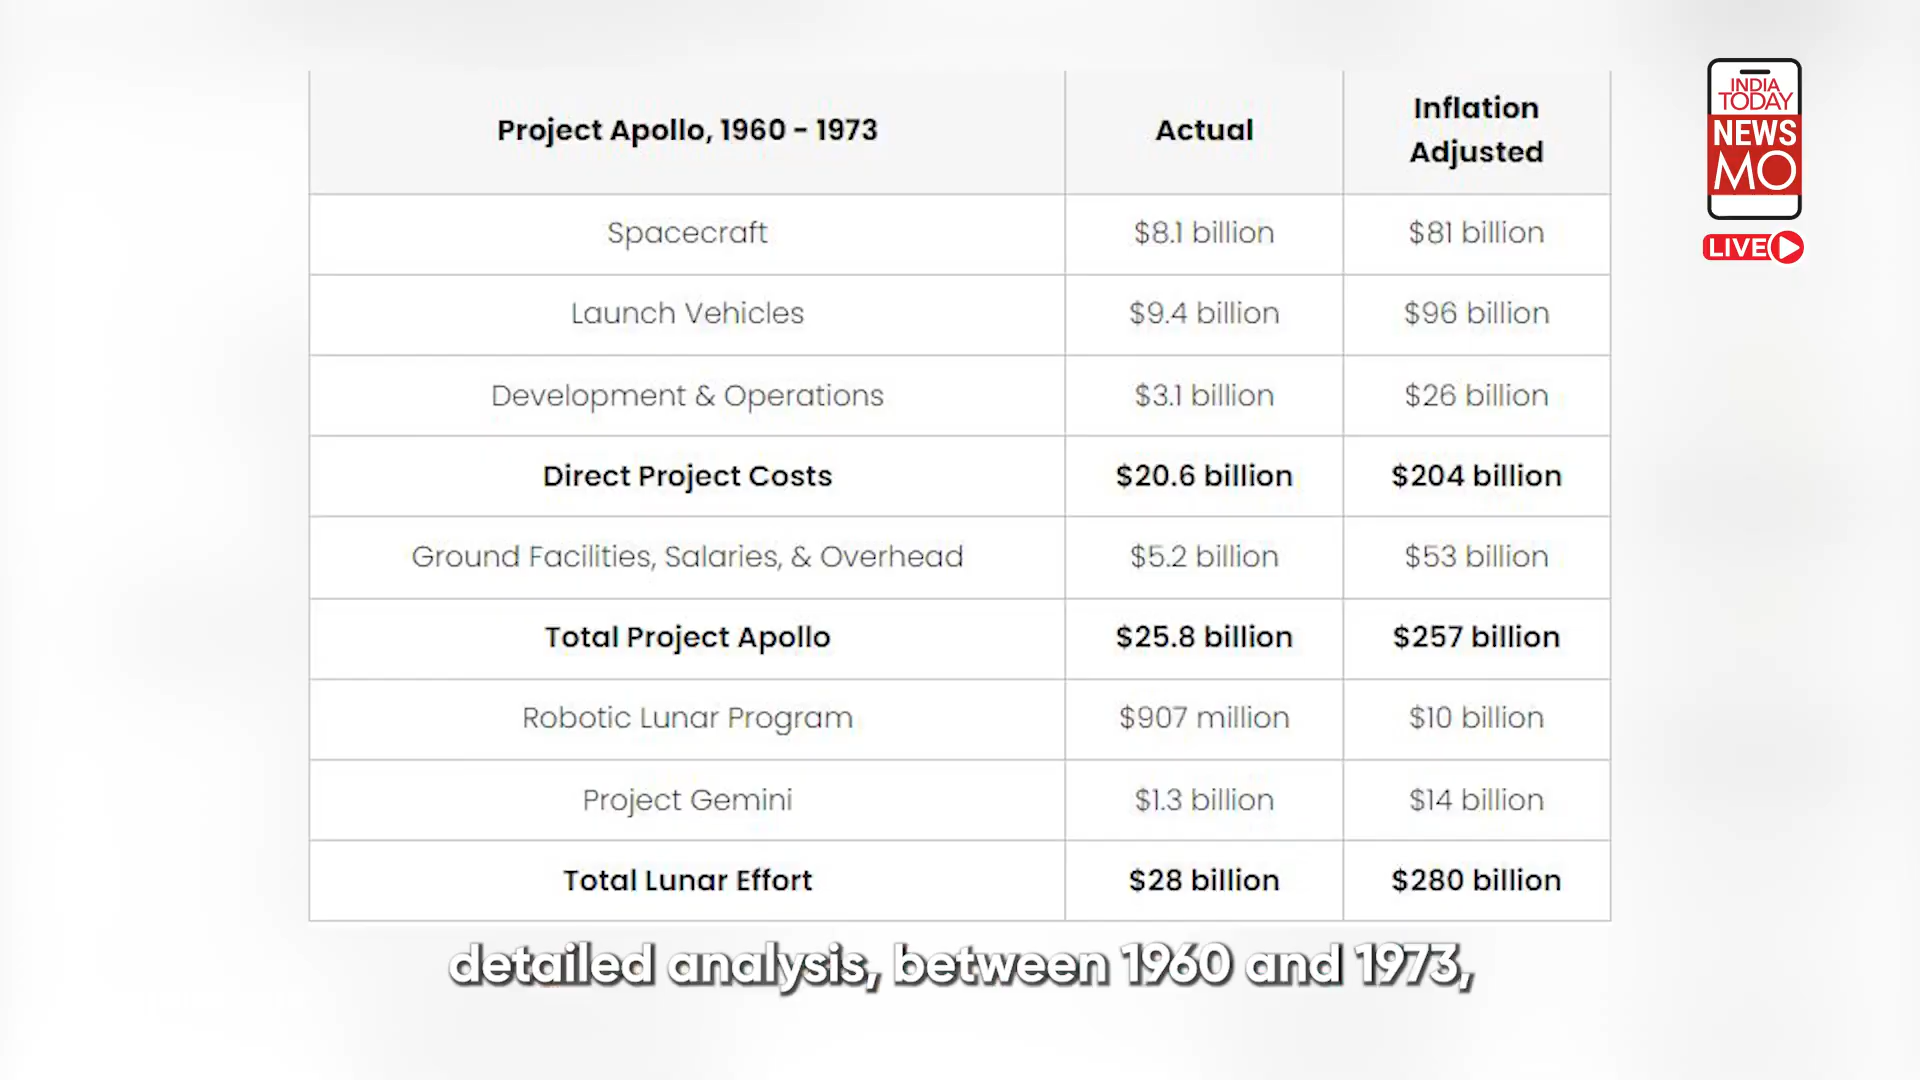 Project Apollo, 1960 - 1973 Actual Inflation Adjusted
Spacecraft $8.1 billion $81 billion
Launch Vehicles $9.4 billion $96 billion
Development & Operations $3.1 billion $26 billion
Direct Project Costs $20.6 billion $204 billion
Ground Facilities, Salaries, & Overhead $5.2 billion $53 billion
Total Project Apollo $25.8 billion $257 billion
Robotic Lunar Program $907 million $10 billion
Project Gemini $1.3 billion $14 billion
Total Lunar Effort $28 billion $280 billion
detailed analysis, between 1960 and 1973,
INDIA
TODAY
NEWS
MO
LIVE